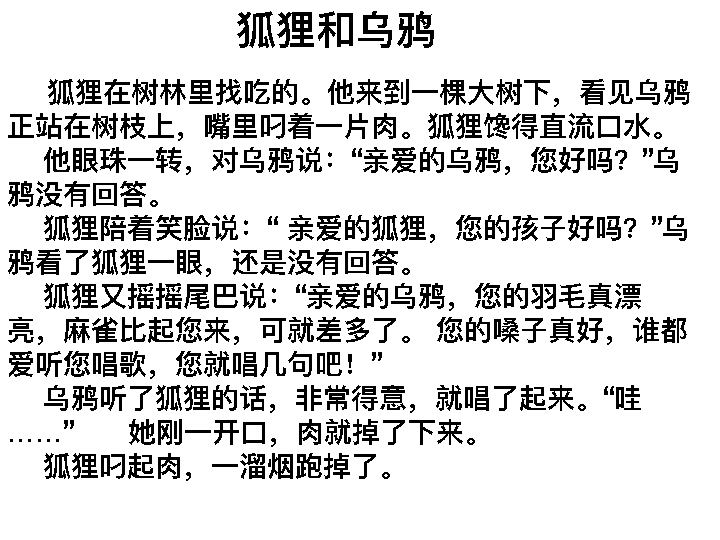 狐狸和乌鸦
狐狸在树林里找吃的。他来到一棵大树下，看见乌鸦
正站在树枝上，嘴里叼着一片肉。狐狸馋得直流口水。
他眼珠一转，对乌鸦说：“亲爱的乌鸦，您好吗？”乌
鸦没有回答。
狐狸陪着笑脸说：“ 亲爱的狐狸，您的孩子好吗？”乌
鸦看了狐狸一眼，还是没有回答。
狐狸又摇摇尾巴说：“亲爱的乌鸦，您的羽毛真漂
亮，麻雀比起您来，可就差多了。 您的嗓子真好，谁都
爱听您唱歌，您就唱几句吧！”
乌鸦听了狐狸的话，非常得意，就唱了起来。“哇
……” 她刚一开口，肉就掉了下来。
狐狸叼起肉，一溜烟跑掉了。